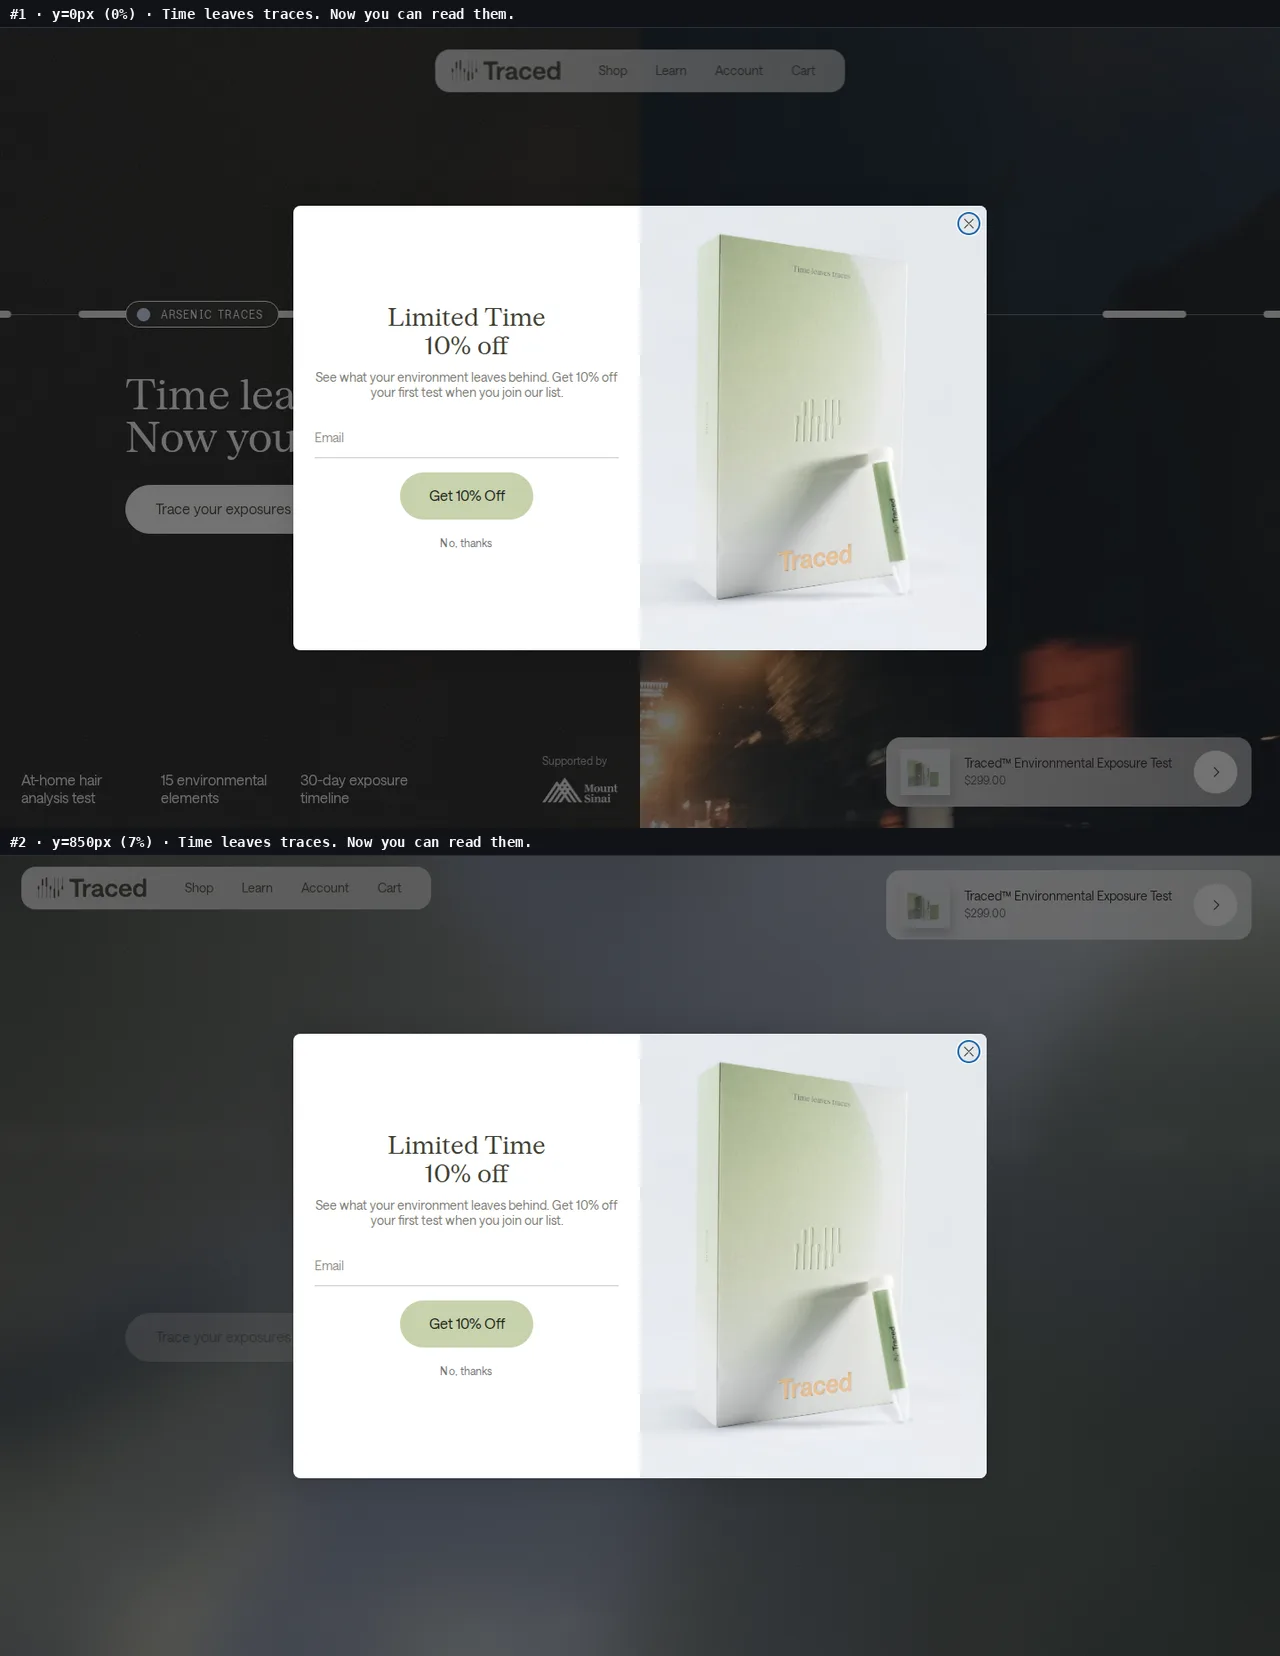 #1 · y=0px (0%) · Time leaves traces. Now you can read them.
Traced
Shop
Learn
Account
Cart
ARSENIC TRACES
Time lea
Now you
Trace your exposures
Limited Time
10% off
See what your environment leaves behind. Get 10% off
your first test when you join our list.
Email
Get 10% Off
No, thanks
Time leaves traces
Traced
Traced
At-home hair
analysis test
15 environmental
elements
30-day exposure
timeline
Supported by
Mount
Sinai
Traced™ Environmental Exposure Test
$299.00
#2 · y=850px (7%) · Time leaves traces. Now you can read them.
Traced
Shop
Learn
Account
Cart
Traced™ Environmental Exposure Test
$299.00
Trace your exposures
Limited Time
10% off
See what your environment leaves behind. Get 10% off
your first test when you join our list.
Email
Get 10% Off
No, thanks
Time leaves traces
Traced
Traced